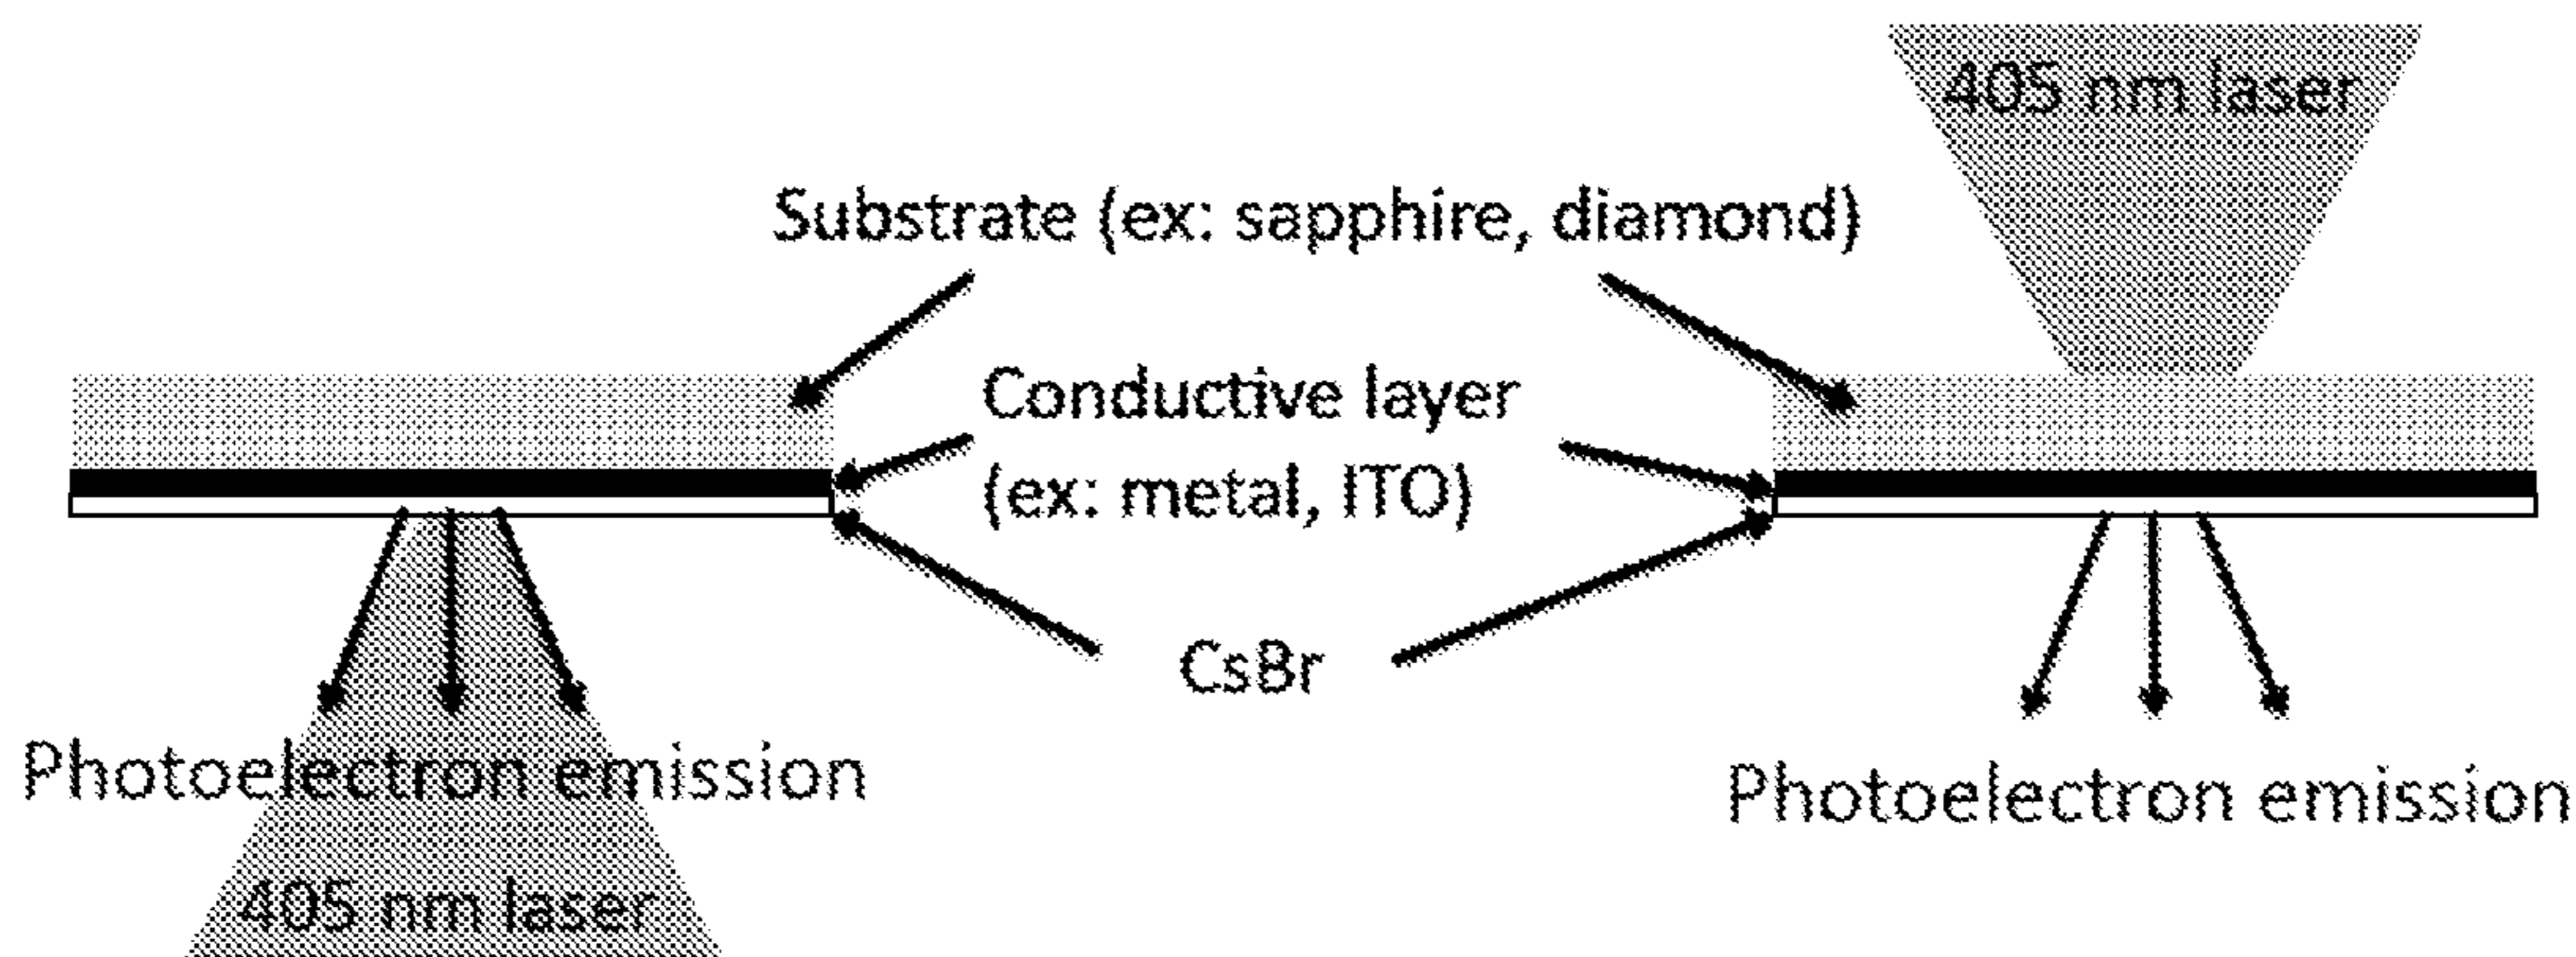 405 nm laser
Substrate (ex: sapphire, diamond)
Conductive layer
(ex: metal, ITO)
CsBr
Photoelectron emission
Photoelectron emission
405 nm laser